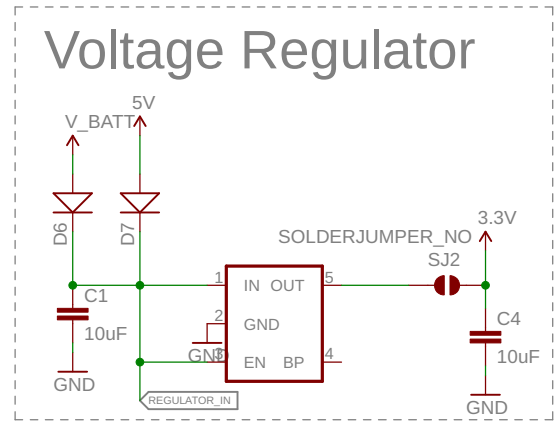 Voltage Regulator
5V
V_BATT
3.3V
SOLDERJUMPER_NO
SJ2
D6
D7
C1
10uF
GND
1
IN OUT
5
2
GND
GND
3
EN BP
4
C4
10uF
GND
REGULATOR_IN